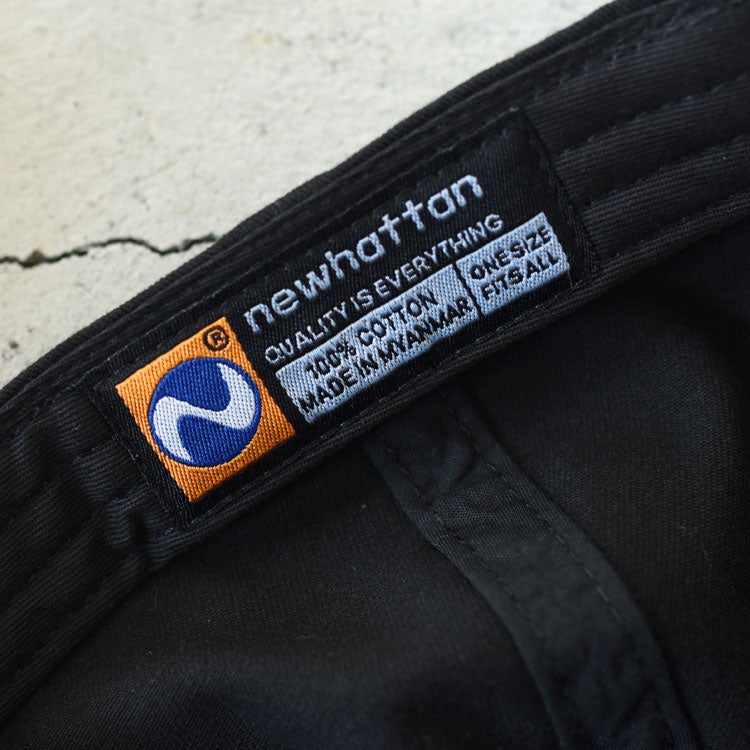 newhattan
QUALITY IS EVERYTHING
100% COTTON
MADE IN MYANMAR
ONE SIZE
FITS ALL
®
N